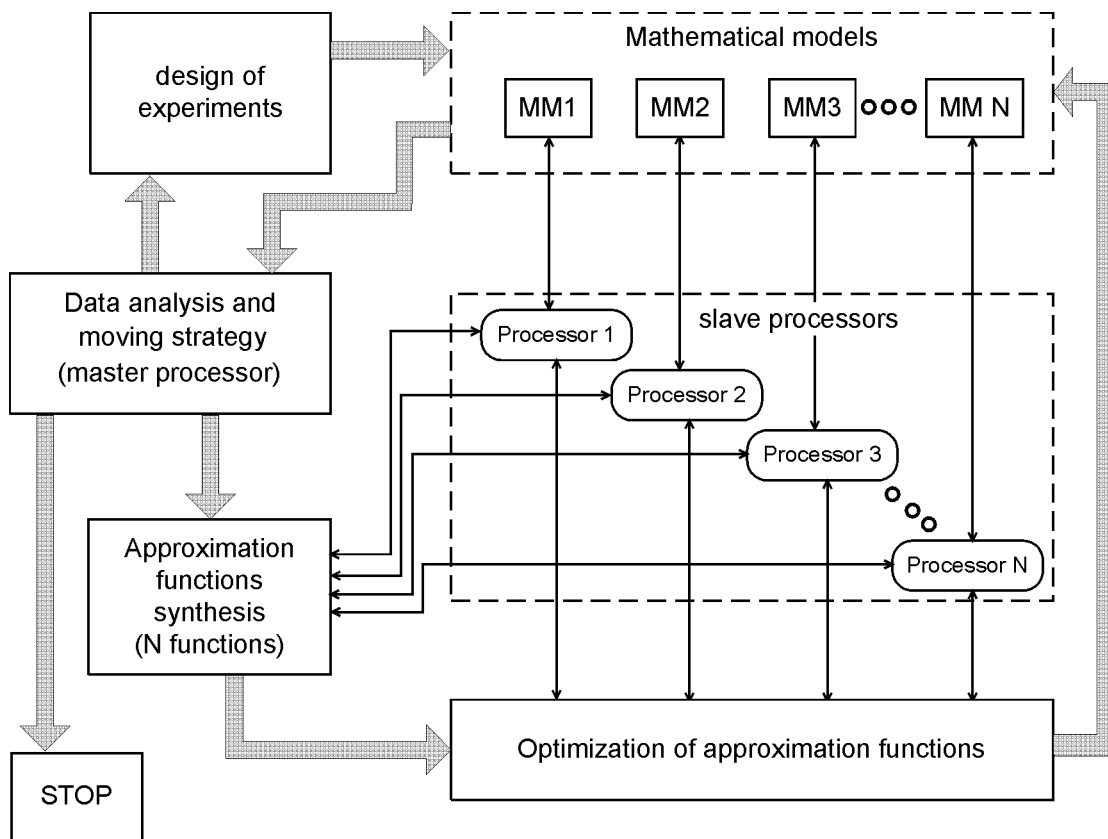 design of
experiments
Mathematical models
MM1
MM2
MM3
MM N
Data analysis and
moving strategy
(master processor)
slave processors
Processor 1
Processor 2
Processor 3
Processor N
Approximation
functions
synthesis
(N functions)
Optimization of approximation functions
STOP